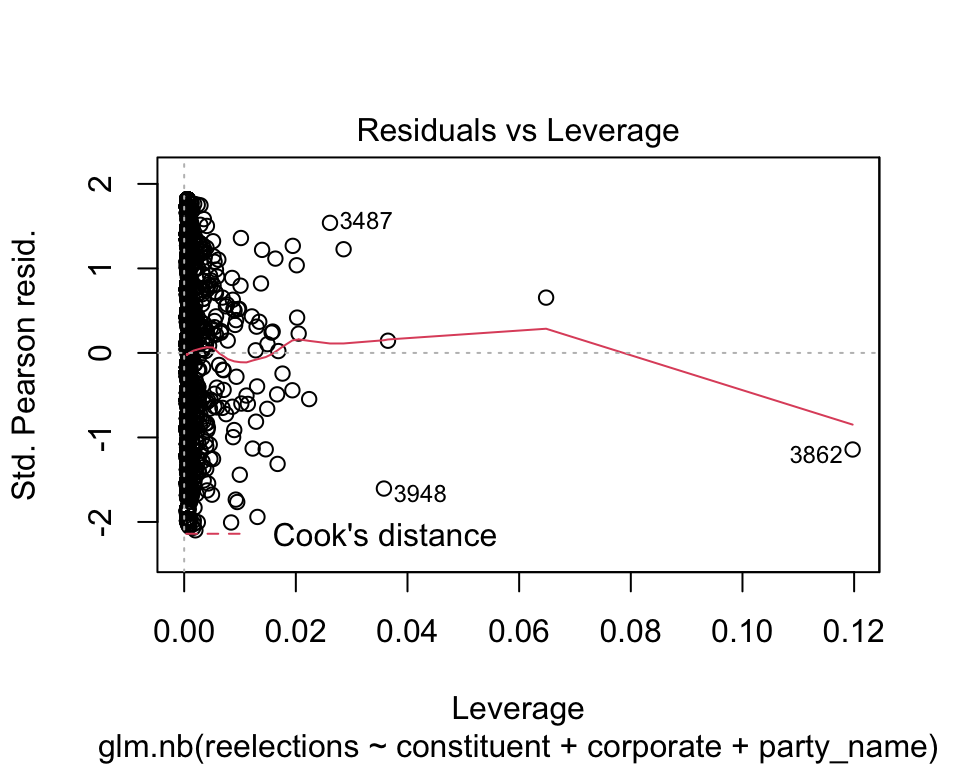 Residuals vs Leverage
Std. Pearson resid.
2
1
0
-1
-2
3487
3862
3948
Cook's distance
0.00 0.02 0.04 0.06 0.08 0.10 0.12
Leverage
glm.nb(reelections ~ constituent + corporate + party_name)